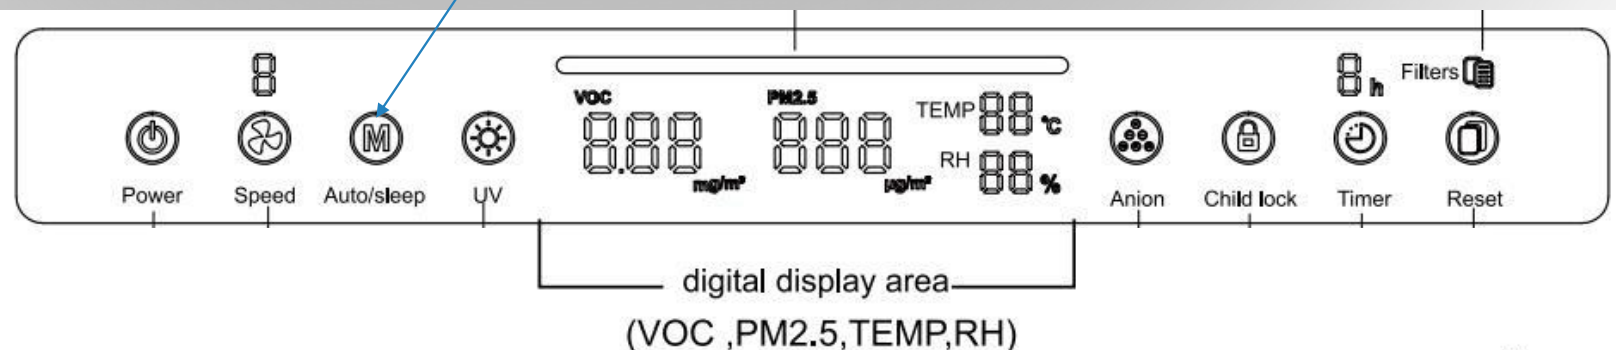 8
8 h
Filters
VOC
PM2.5
TEMP 88 °C
8.88
888
M
mg/m³
µg/m³
RH 88 %
Power
Speed
Auto/sleep
UV
Anion
Child lock
Timer
Reset
digital display area
(VOC ,PM2.5,TEMP,RH)